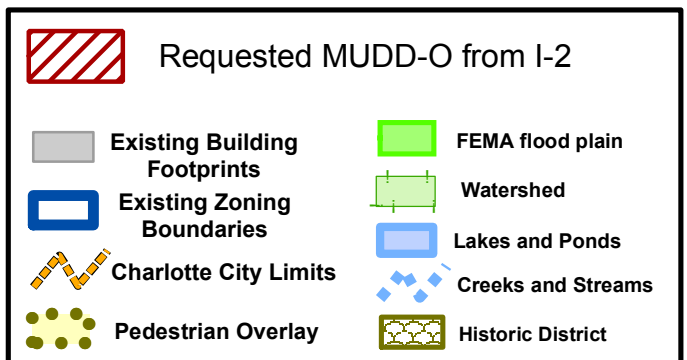 Requested MUDD-O from I-2
Existing Building
Footprints
Existing Zoning
Boundaries
Charlotte City Limits
Pedestrian Overlay
FEMA flood plain
Watershed
Lakes and Ponds
Creeks and Streams
Historic District